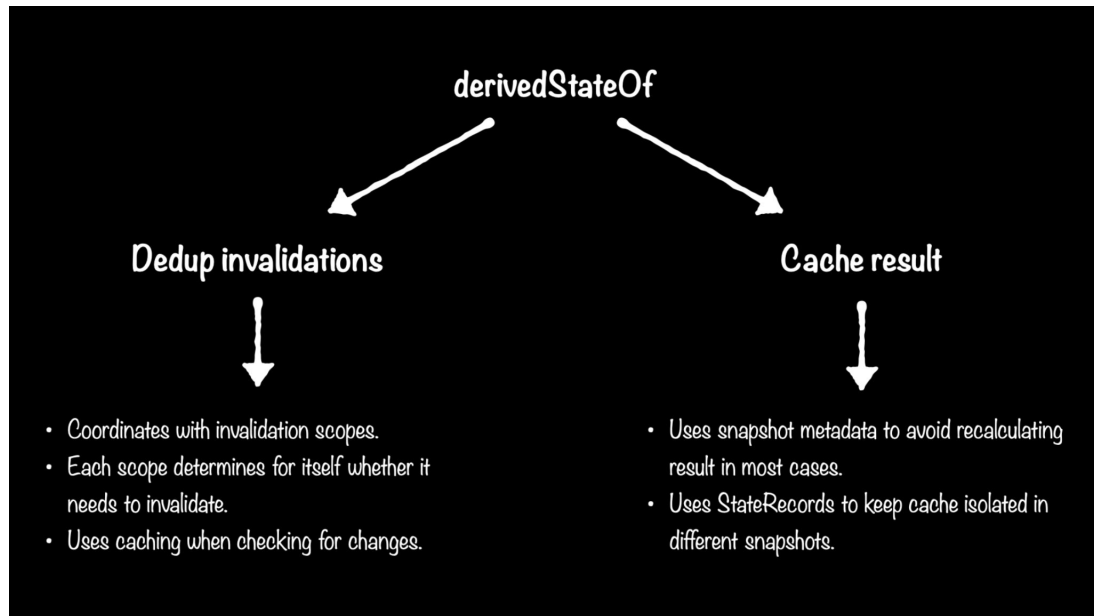 derivedStateOf
Dedup invalidations
Cache result
• Coordinates with invalidation scopes.
• Each scope determines for itself whether it
needs to invalidate.
• Uses caching when checking for changes.
• Uses snapshot metadata to avoid recalculating
result in most cases.
• Uses StateRecords to keep cache isolated in
different snapshots.